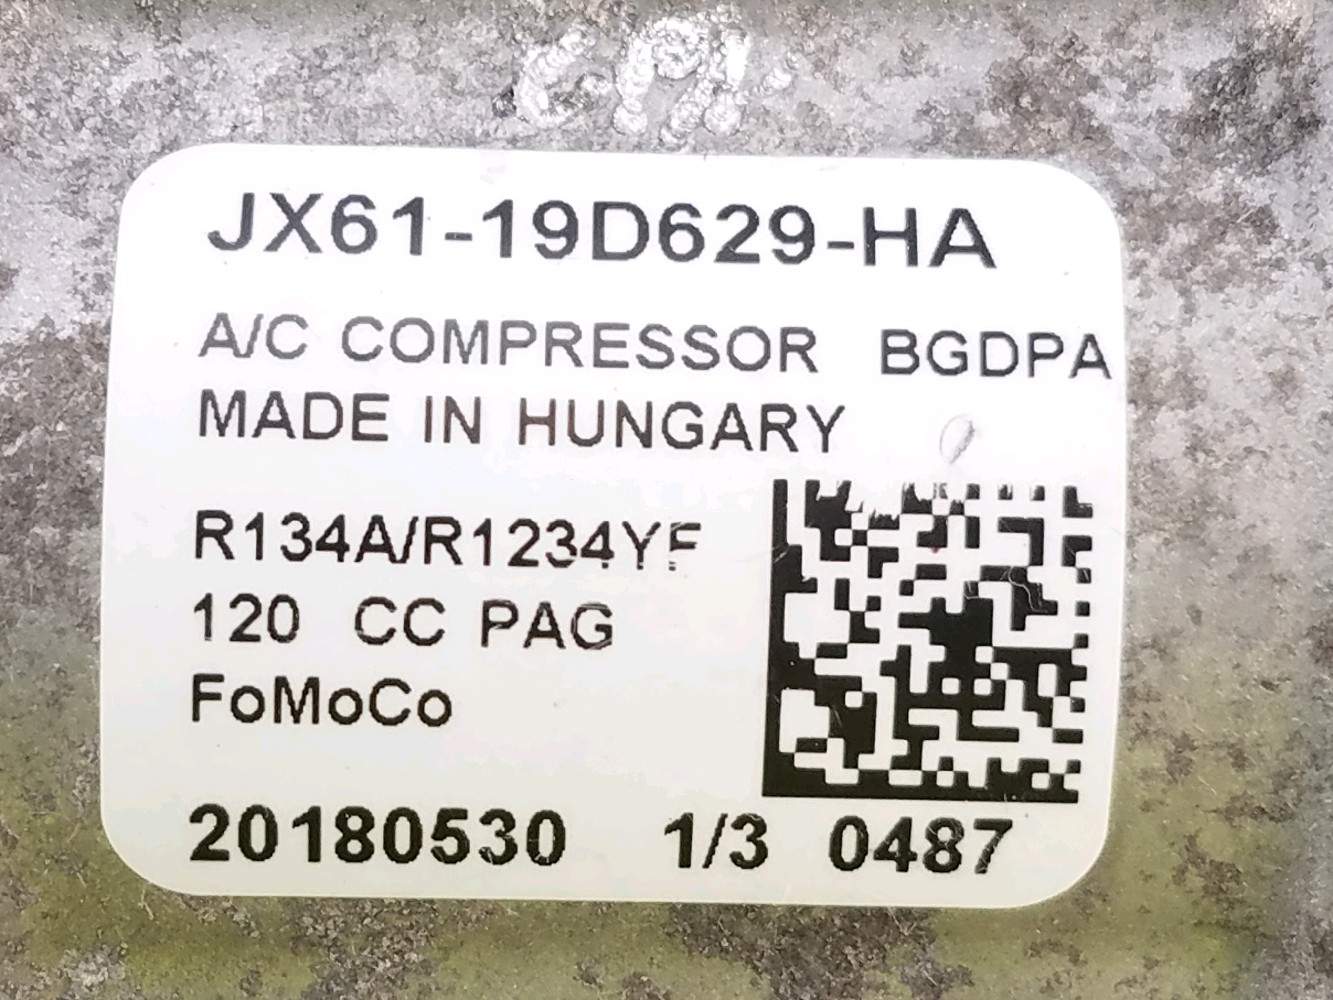 JX61-19D629-HA
A/C COMPRESSOR BGDPA
MADE IN HUNGARY
R134A/R1234YF
120 CC PAG
FoMoCo
20180530 1/3 0487